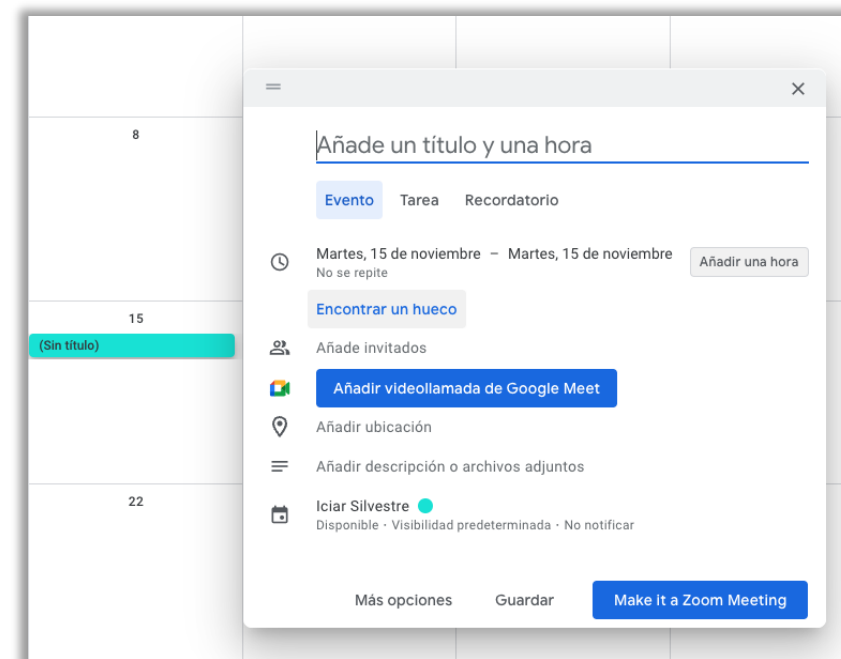 8
15
(Sin título)
22
Añade un título y una hora
Evento Tarea Recordatorio
Martes, 15 de noviembre – Martes, 15 de noviembre Añadir una hora
No se repite
Encontrar un hueco
Añade invitados
Añadir videollamada de Google Meet
Añadir ubicación
Añadir descripción o archivos adjuntos
Iciar Silvestre
Disponible · Visibilidad predeterminada · No notificar
Más opciones Guardar Make it a Zoom Meeting